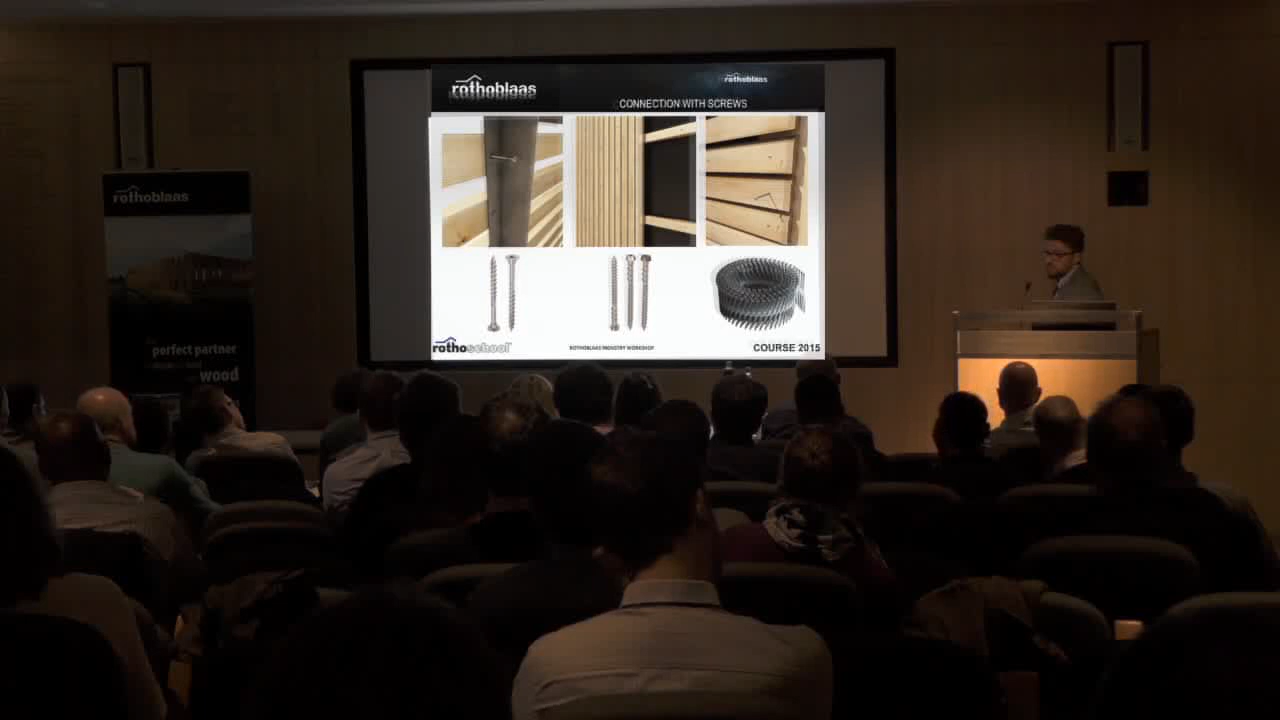 rothoblaas
rothoblaas
CONNECTION WITH SCREWS
rothoblaas
perfect partner
wood
rothoschool
ROTHOBLAAS INDUSTRY WORKSHOP
COURSE 2015